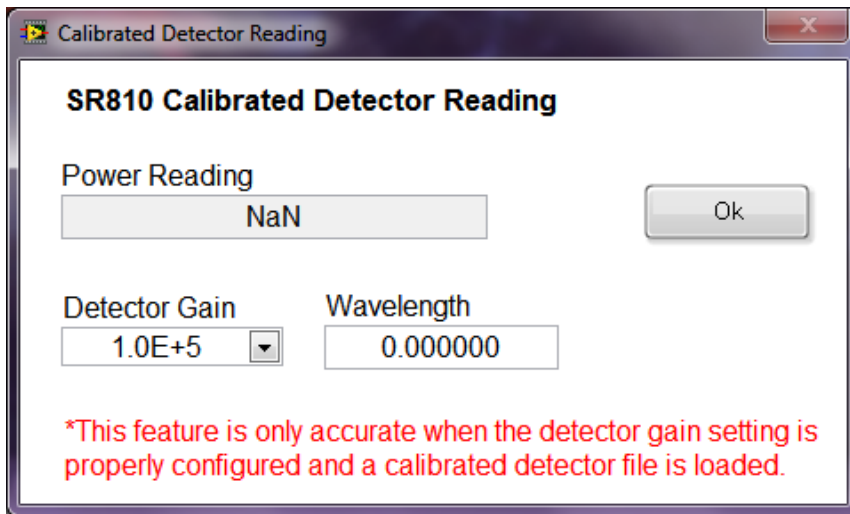 Calibrated Detector Reading
SR810 Calibrated Detector Reading
Power Reading
NaN
Ok
Detector Gain
Wavelength
1.0E+5
0.000000
*This feature is only accurate when the detector gain setting is
properly configured and a calibrated detector file is loaded.